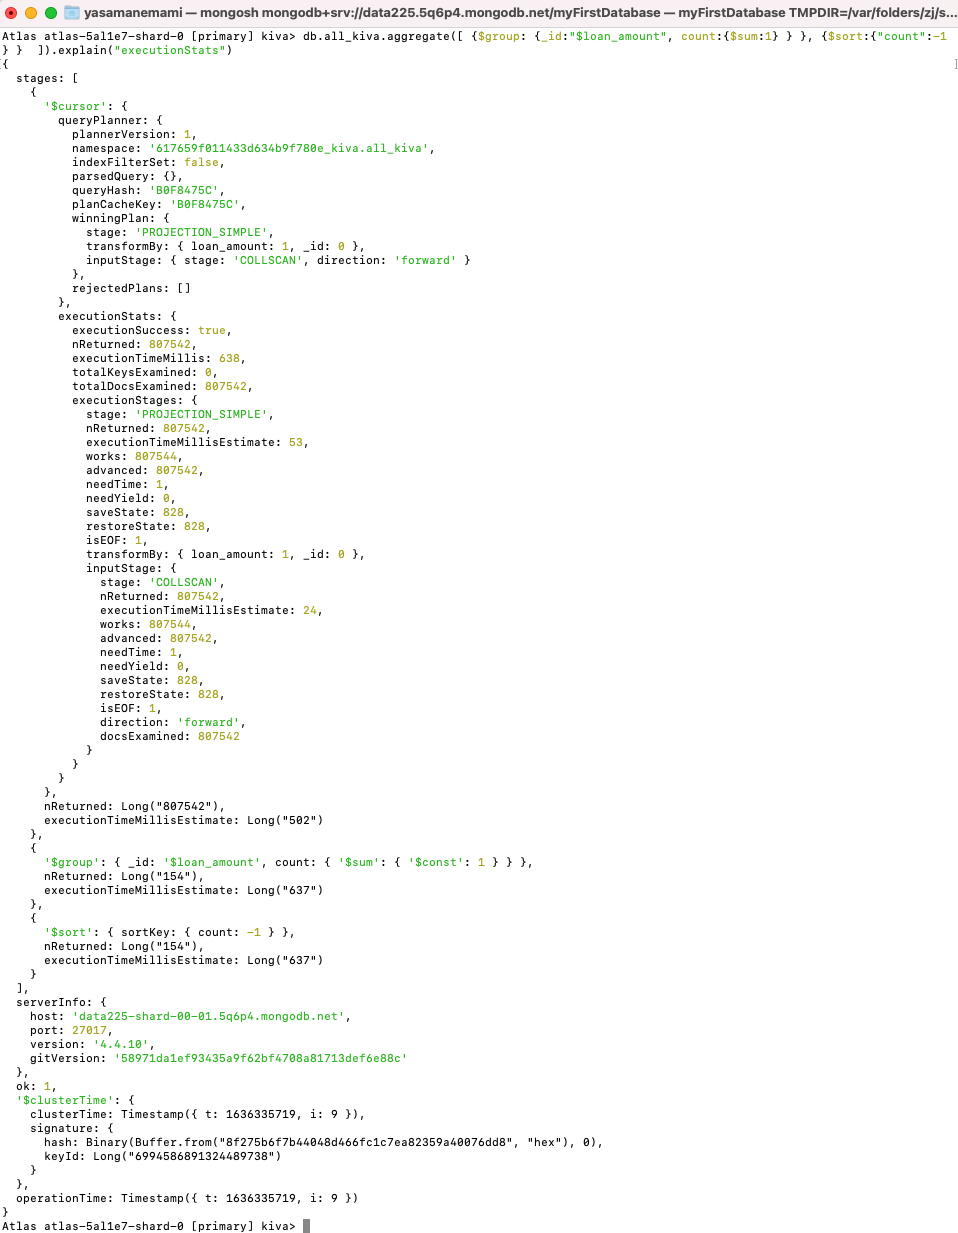 yasamanemami — mongosh mongodb+srv://data225.5q6p4.mongodb.net/myFirstDatabase — myFirstDatabase TMPDIR=/var/folders/zj/s...
Atlas atlas-5al1e7-shard-0 [primary] kiva> db.all_kiva.aggregate([ {$group: {_id:"$loan_amount", count:{$sum:1} } }, {$sort:{"count":-1
} }  ]).explain("executionStats")
[{                                                                                                                                      ]
  stages: [
    {
      '$cursor': {
        queryPlanner: {
          plannerVersion: 1,
          namespace: '617659f011433d634b9f780e_kiva.all_kiva',
          indexFilterSet: false,
          parsedQuery: {},
          queryHash: 'B0F8475C',
          planCacheKey: 'B0F8475C',
          winningPlan: {
            stage: 'PROJECTION_SIMPLE',
            transformBy: { loan_amount: 1, _id: 0 },
            inputStage: { stage: 'COLLSCAN', direction: 'forward' }
          },
          rejectedPlans: []
        },
        executionStats: {
          executionSuccess: true,
          nReturned: 807542,
          executionTimeMillis: 638,
          totalKeysExamined: 0,
          totalDocsExamined: 807542,
          executionStages: {
            stage: 'PROJECTION_SIMPLE',
            nReturned: 807542,
            executionTimeMillisEstimate: 53,
            works: 807544,
            advanced: 807542,
            needTime: 1,
            needYield: 0,
            saveState: 828,
            restoreState: 828,
            isEOF: 1,
            transformBy: { loan_amount: 1, _id: 0 },
            inputStage: {
              stage: 'COLLSCAN',
              nReturned: 807542,
              executionTimeMillisEstimate: 24,
              works: 807544,
              advanced: 807542,
              needTime: 1,
              needYield: 0,
              saveState: 828,
              restoreState: 828,
              isEOF: 1,
              direction: 'forward',
              docsExamined: 807542
            }
          }
        }
      },
      nReturned: Long("807542"),
      executionTimeMillisEstimate: Long("502")
    },
    {
      '$group': { _id: '$loan_amount', count: { '$sum': { '$const': 1 } } },
      nReturned: Long("154"),
      executionTimeMillisEstimate: Long("637")
    },
    {
      '$sort': { sortKey: { count: -1 } },
      nReturned: Long("154"),
      executionTimeMillisEstimate: Long("637")
    }
  ],
  serverInfo: {
    host: 'data225-shard-00-01.5q6p4.mongodb.net',
    port: 27017,
    version: '4.4.10',
    gitVersion: '58971da1ef93435a9f62bf4708a81713def6e88c'
  },
  ok: 1,
  '$clusterTime': {
    clusterTime: Timestamp({ t: 1636335719, i: 9 }),
    signature: {
      hash: Binary(Buffer.from("8f275b6f7b44048d466fc1c7ea82359a40076dd8", "hex"), 0),
      keyId: Long("6994586891324489738")
    }
  },
  operationTime: Timestamp({ t: 1636335719, i: 9 })
}
Atlas atlas-5al1e7-shard-0 [primary] kiva>